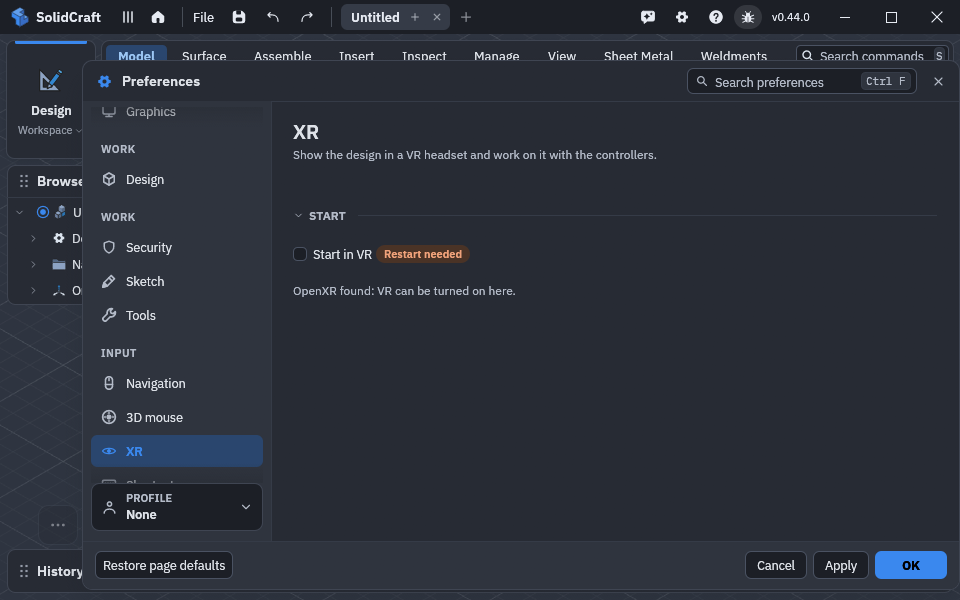 SolidCraft
File
Untitled
v0.44.0
Model
Surface
Assemble
Insert
Inspect
Manage
View
Sheet Metal
Weldments
Search commands
S
Design
Workspace
Preferences
Search preferences
Ctrl F
Graphics
WORK
Design
WORK
Security
Sketch
Tools
INPUT
Navigation
3D mouse
XR
PROFILE
None
XR
Show the design in a VR headset and work on it with the controllers.
START
Start in VR
Restart needed
OpenXR found: VR can be turned on here.
History
Restore page defaults
Cancel
Apply
OK